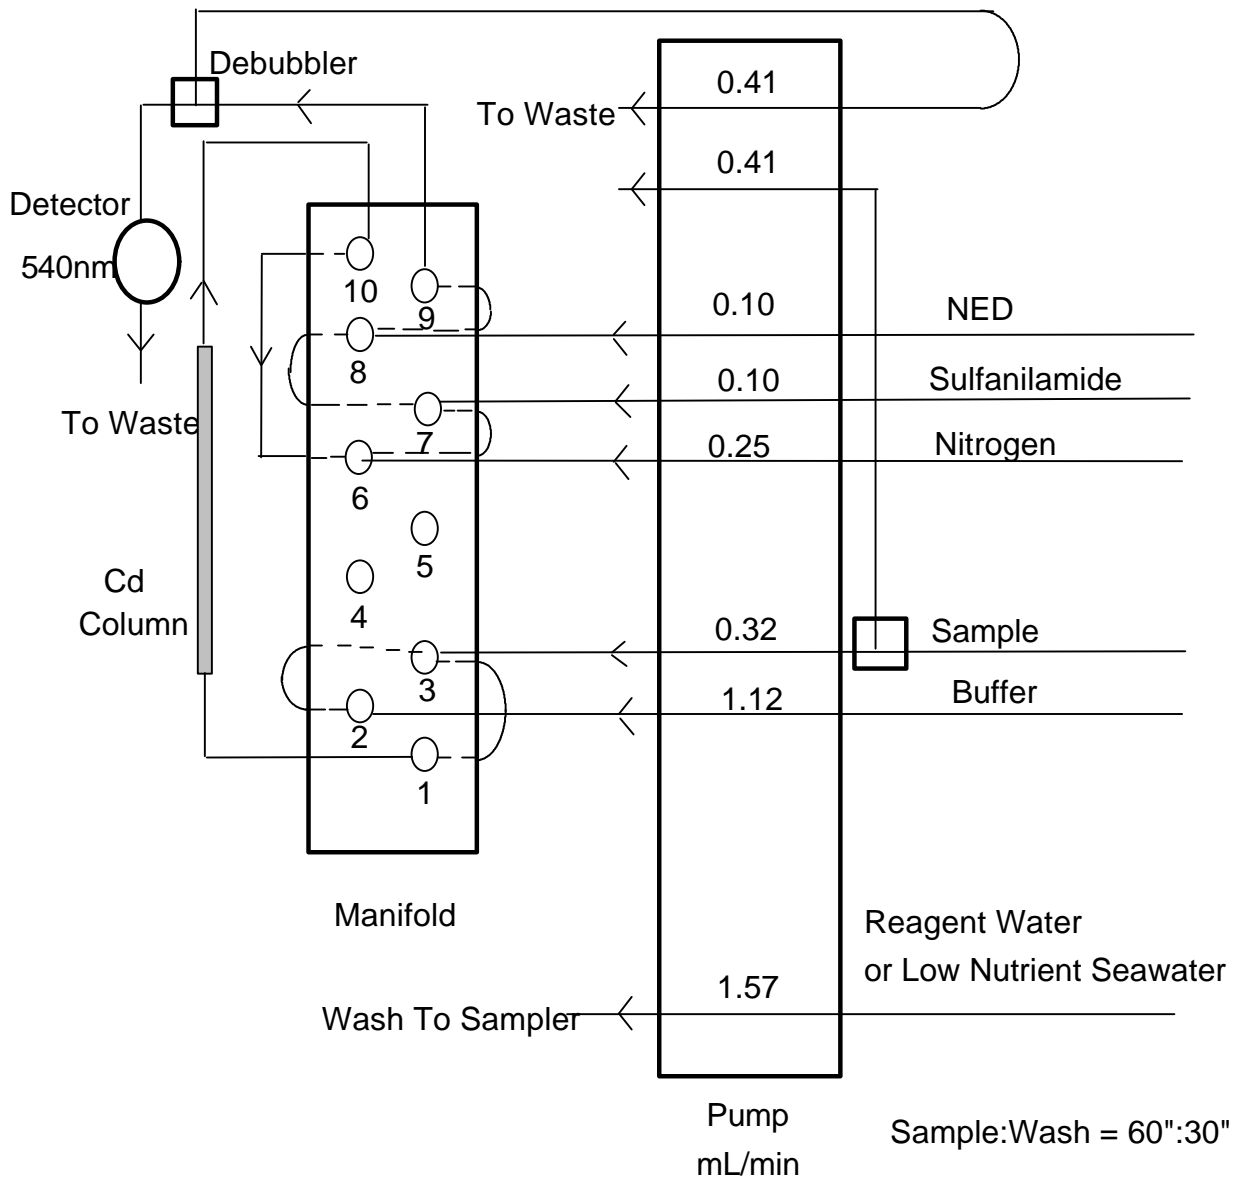 Debubbler
0.41
To Waste
0.41
Detector
540nm
10
9
0.10
NED
8
0.10
Sulfanilamide
To Waste
7
0.25
Nitrogen
6
5
Cd
Column
4
0.32
Sample
3
1.12
Buffer
2
1
Manifold
Reagent Water
or Low Nutrient Seawater
1.57
Wash To Sampler
Pump
mL/min
Sample:Wash = 60":30"